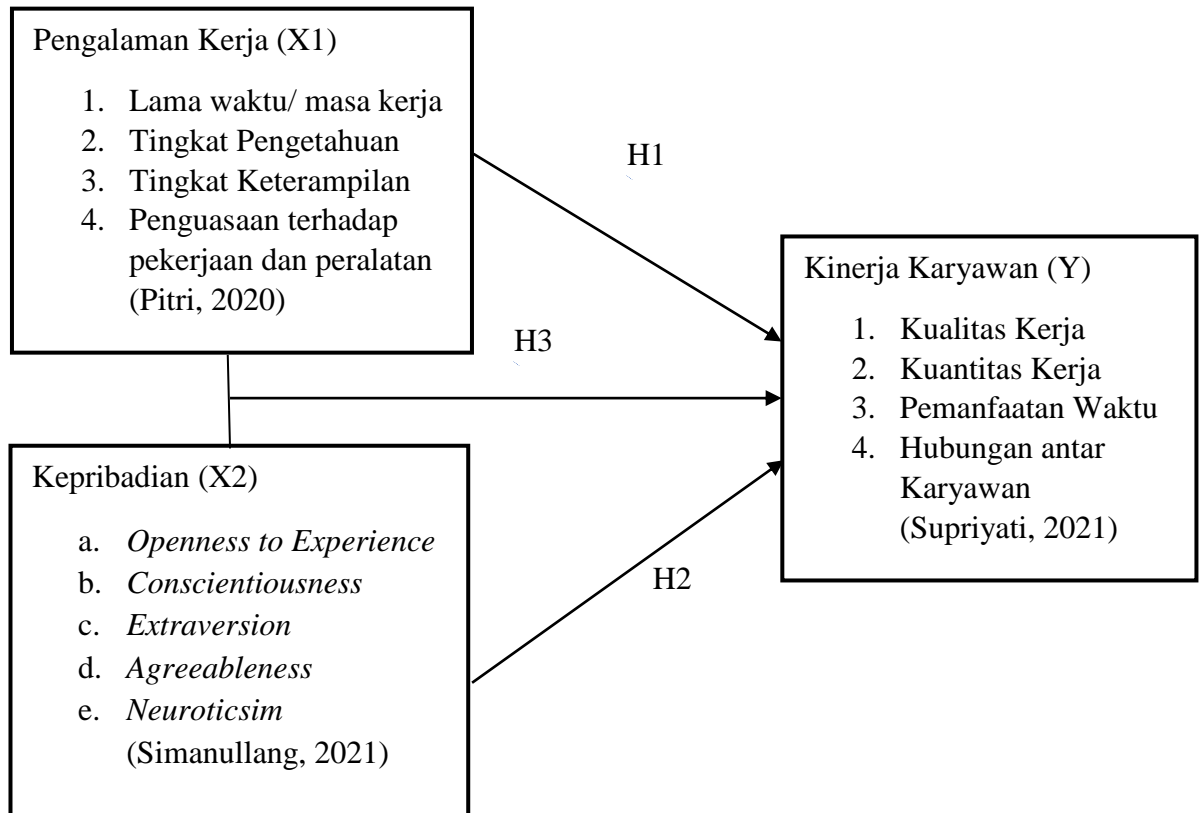 Pengalaman Kerja (X1)
1. Lama waktu/ masa kerja
2. Tingkat Pengetahuan
3. Tingkat Keterampilan
4. Penguasaan terhadap
pekerjaan dan peralatan
(Pitri, 2020)
H1
Kinerja Karyawan (Y)
1. Kualitas Kerja
2. Kuantitas Kerja
3. Pemanfaatan Waktu
4. Hubungan antar
Karyawan
(Supriyati, 2021)
H3
Kepribadian (X2)
a. Openness to Experience
b. Conscientiousness
c. Extraversion
d. Agreeableness
e. Neuroticsim
(Simanullang, 2021)
H2